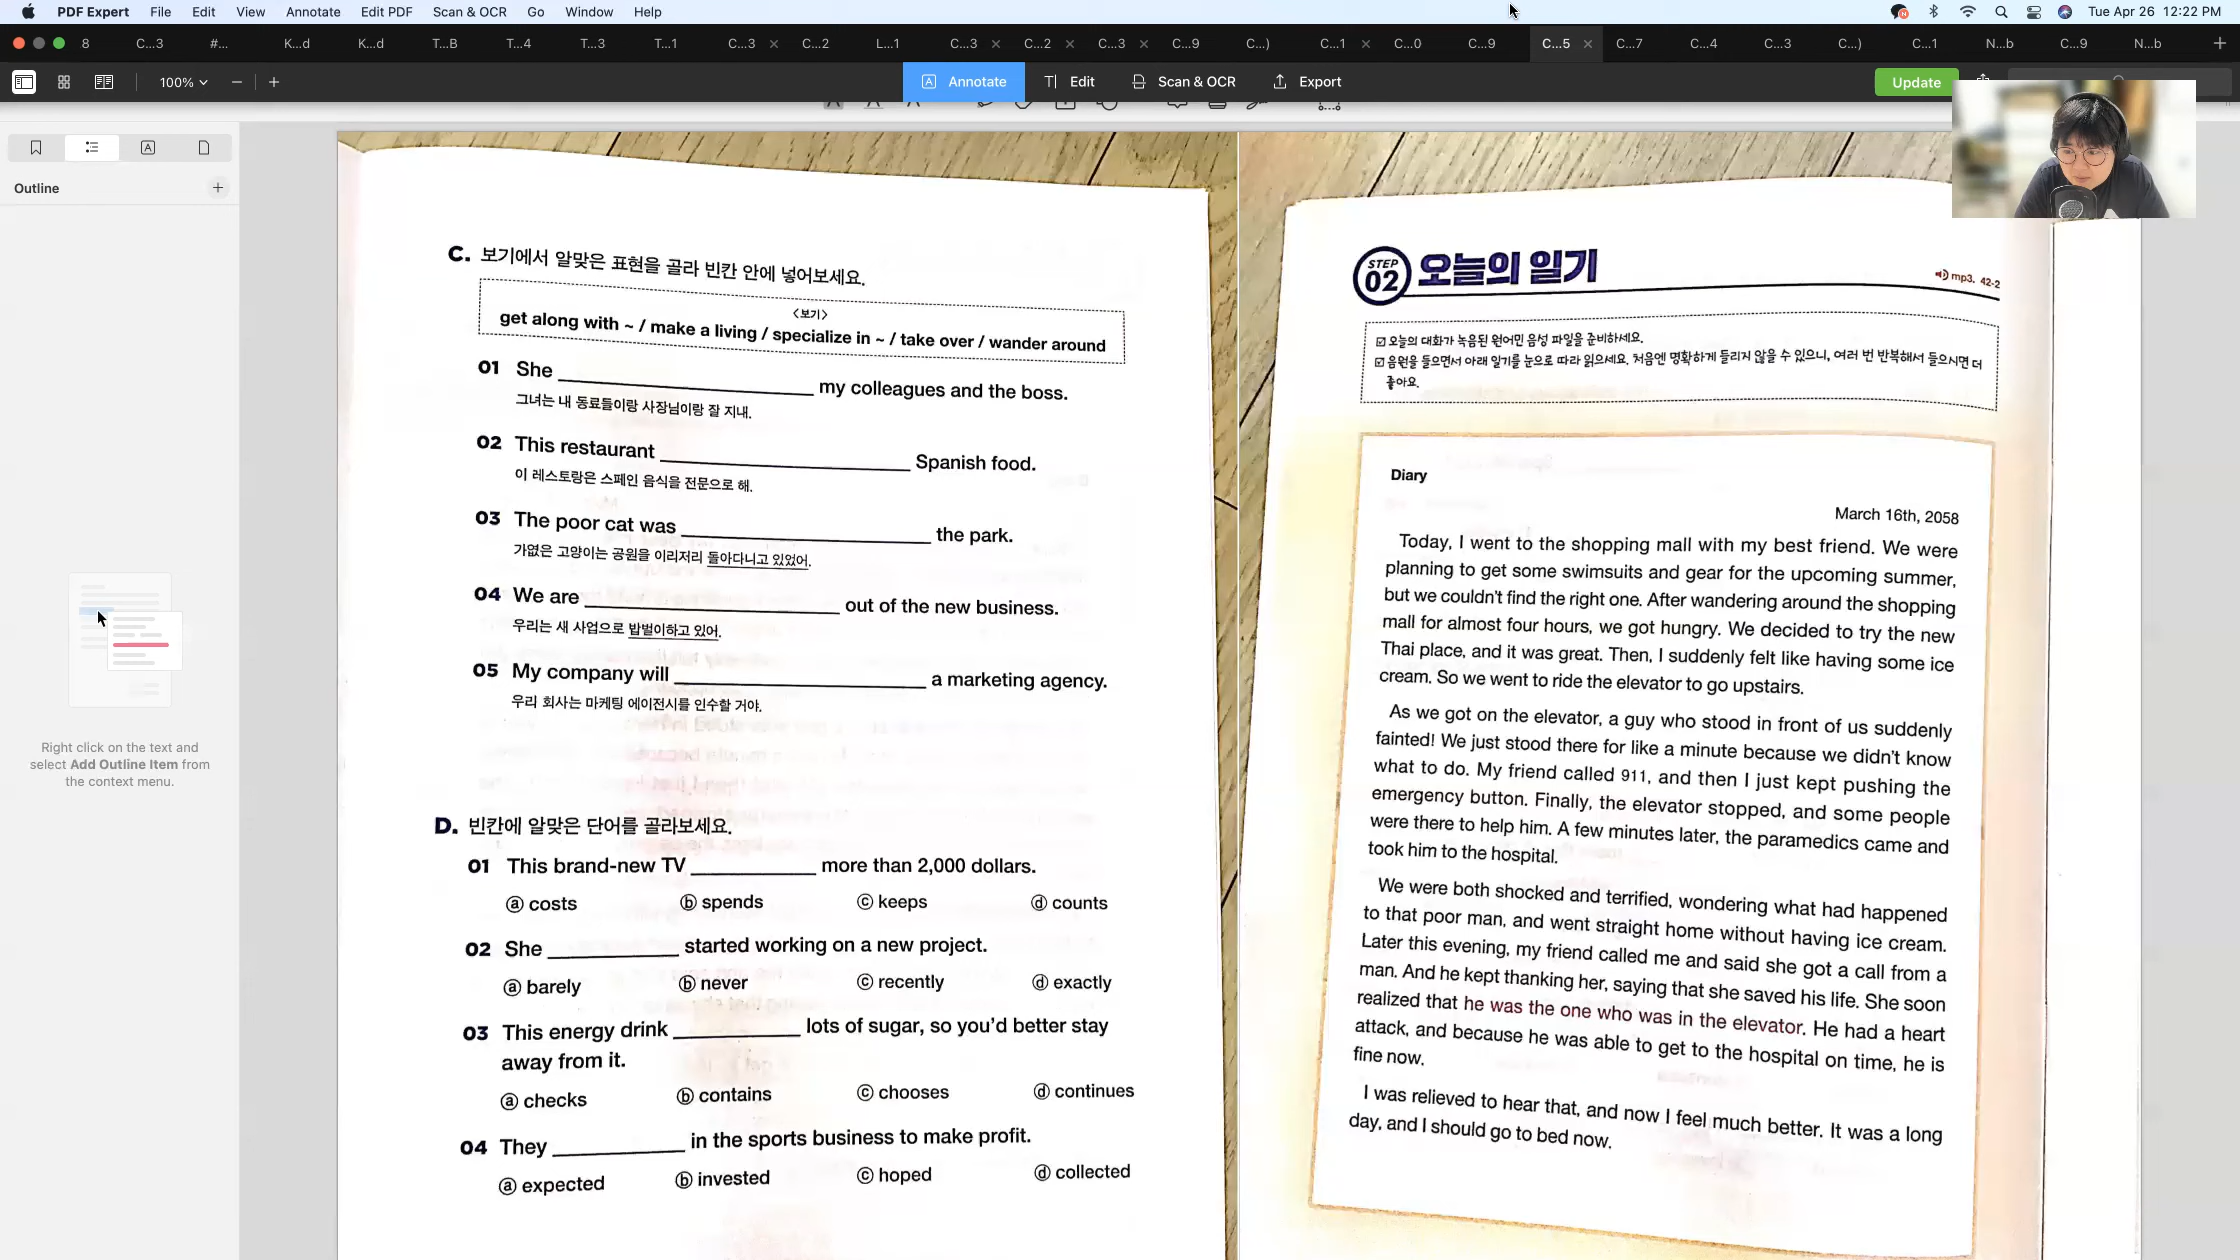 PDF Expert File Edit View Annotate Edit PDF Scan & OCR Go Window Help Tue Apr 26 12:22 PM
8 C...3 #... K...d K...d T...B T...4 T...3 T...1 C...3 C...2 L...1 C...3 C...2 C...3 C...9 C...) C...1 C...0 C...9 C...5 C...7 C...4 C...3 C...) C...1 N...b C...9 N...b
100% Annotate Edit Scan & OCR Export Update
Outline
Right click on the text and
select Add Outline Item from
the context menu.
C. 보기에서 알맞은 표현을 골라 빈칸 안에 넣어보세요.
<보기>
get along with ~ / make a living / specialize in ~ / take over / wander around
01 She ____ my colleagues and the boss.
그녀는 내 동료들이랑 사장님이랑 잘 지내.
02 This restaurant ____ Spanish food.
이 레스토랑은 스페인 음식을 전문으로 해.
03 The poor cat was ____ the park.
가엾은 고양이는 공원을 이리저리 돌아다니고 있었어.
04 We are ____ out of the new business.
우리는 새 사업으로 밥벌이하고 있어.
05 My company will ____ a marketing agency.
우리 회사는 마케팅 에이전시를 인수할 거야.
D. 빈칸에 알맞은 단어를 골라보세요.
01 This brand-new TV ____ more than 2,000 dollars.
ⓐ costs ⓑ spends ⓒ keeps ⓓ counts
02 She ____ started working on a new project.
ⓐ barely ⓑ never ⓒ recently ⓓ exactly
03 This energy drink ____ lots of sugar, so you'd better stay
away from it.
ⓐ checks ⓑ contains ⓒ chooses ⓓ continues
04 They ____ in the sports business to make profit.
ⓐ expected ⓑ invested ⓒ hoped ⓓ collected
STEP 02 오늘의 일기
mp3. 42-2
☑ 오늘의 대화가 녹음된 원어민 음성 파일을 준비하세요.
☑ 음원을 들으면서 아래 일기를 눈으로 따라 읽으세요. 처음엔 명확하게 들리지 않을 수 있으니, 여러 번 반복해서 들으시면 더
좋아요.
Diary
March 16th, 2058
Today, I went to the shopping mall with my best friend. We were
planning to get some swimsuits and gear for the upcoming summer,
but we couldn't find the right one. After wandering around the shopping
mall for almost four hours, we got hungry. We decided to try the new
Thai place, and it was great. Then, I suddenly felt like having some ice
cream. So we went to ride the elevator to go upstairs.
As we got on the elevator, a guy who stood in front of us suddenly
fainted! We just stood there for like a minute because we didn't know
what to do. My friend called 911, and then I just kept pushing the
emergency button. Finally, the elevator stopped, and some people
were there to help him. A few minutes later, the paramedics came and
took him to the hospital.
We were both shocked and terrified, wondering what had happened
to that poor man, and went straight home without having ice cream.
Later this evening, my friend called me and said she got a call from a
man. And he kept thanking her, saying that she saved his life. She soon
realized that he was the one who was in the elevator. He had a heart
attack, and because he was able to get to the hospital on time, he is
fine now.
I was relieved to hear that, and now I feel much better. It was a long
day, and I should go to bed now.